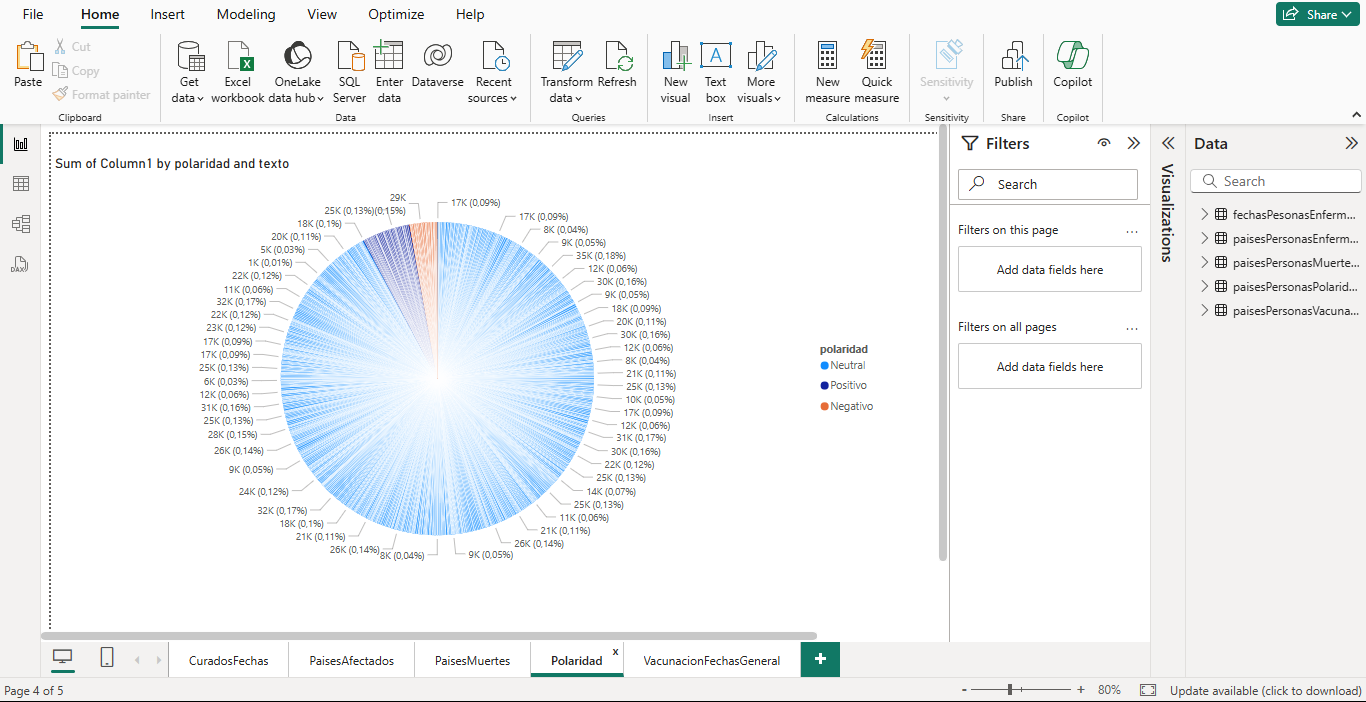 File Home Insert Modeling View Optimize Help
Share
Paste
Cut
Copy
Format painter
Clipboard
Get data
Excel workbook
OneLake data hub
SQL Server
Enter data
Dataverse
Recent sources
Data
Transform data
Refresh
Queries
New visual
Text box
More visuals
Insert
New measure
Quick measure
Calculations
Sensitivity
Sensitivity
Publish
Share
Copilot
Copilot
Sum of Column1 by polaridad and texto
17K (0,09%)
17K (0,09%)
8K (0,04%)
9K (0,05%)
35K (0,18%)
12K (0,06%)
30K (0,16%)
9K (0,05%)
18K (0,09%)
20K (0,11%)
30K (0,16%)
12K (0,06%)
8K (0,04%)
21K (0,11%)
25K (0,13%)
10K (0,05%)
17K (0,09%)
12K (0,06%)
31K (0,17%)
30K (0,16%)
22K (0,12%)
25K (0,13%)
14K (0,07%)
25K (0,13%)
11K (0,06%)
21K (0,11%)
26K (0,14%)
9K (0,05%)
8K (0,04%)
26K (0,14%)
21K (0,11%)
18K (0,1%)
32K (0,17%)
24K (0,12%)
9K (0,05%)
26K (0,14%)
28K (0,15%)
25K (0,13%)
31K (0,16%)
12K (0,06%)
6K (0,03%)
25K (0,13%)
17K (0,09%)
17K (0,09%)
23K (0,12%)
22K (0,12%)
32K (0,17%)
11K (0,06%)
22K (0,12%)
1K (0,01%)
5K (0,03%)
20K (0,11%)
18K (0,1%)
25K (0,13%)
29K (0,15%)
polaridad
Neutral
Positivo
Negativo
Filters
Search
Filters on this page ...
Add data fields here
Filters on all pages ...
Add data fields here
Visualizations
Data
Search
fechasPesonasEnferm...
paisesPersonasEnferm...
paisesPersonasMuerte...
paisesPersonasPolarid...
paisesPersonasVacuna...
CuradosFechas PaisesAfectados PaisesMuertes Polaridad x VacunacionFechasGeneral +
Page 4 of 5
- + 80% Update available (click to download)